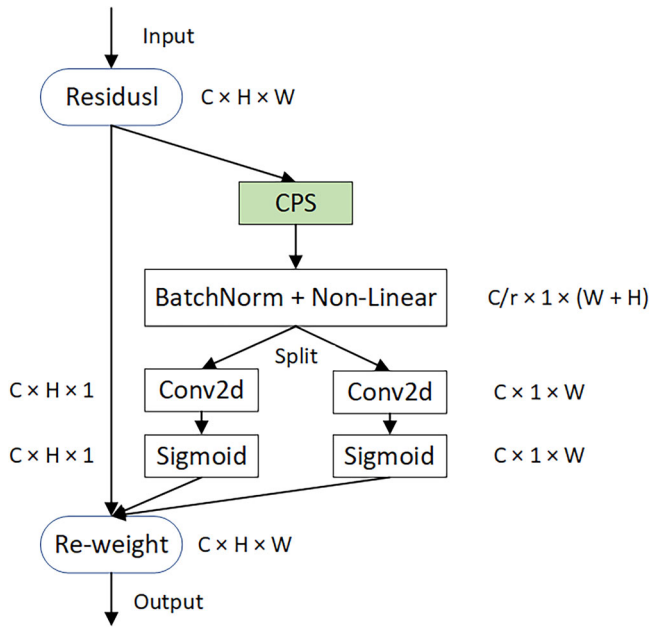 Input
Residusl
C × H × W
CPS
BatchNorm + Non-Linear
C/r × 1 × (W + H)
Split
C × H × 1
Conv2d
Conv2d
C × 1 × W
C × H × 1
Sigmoid
Sigmoid
C × 1 × W
Re-weight
C × H × W
Output